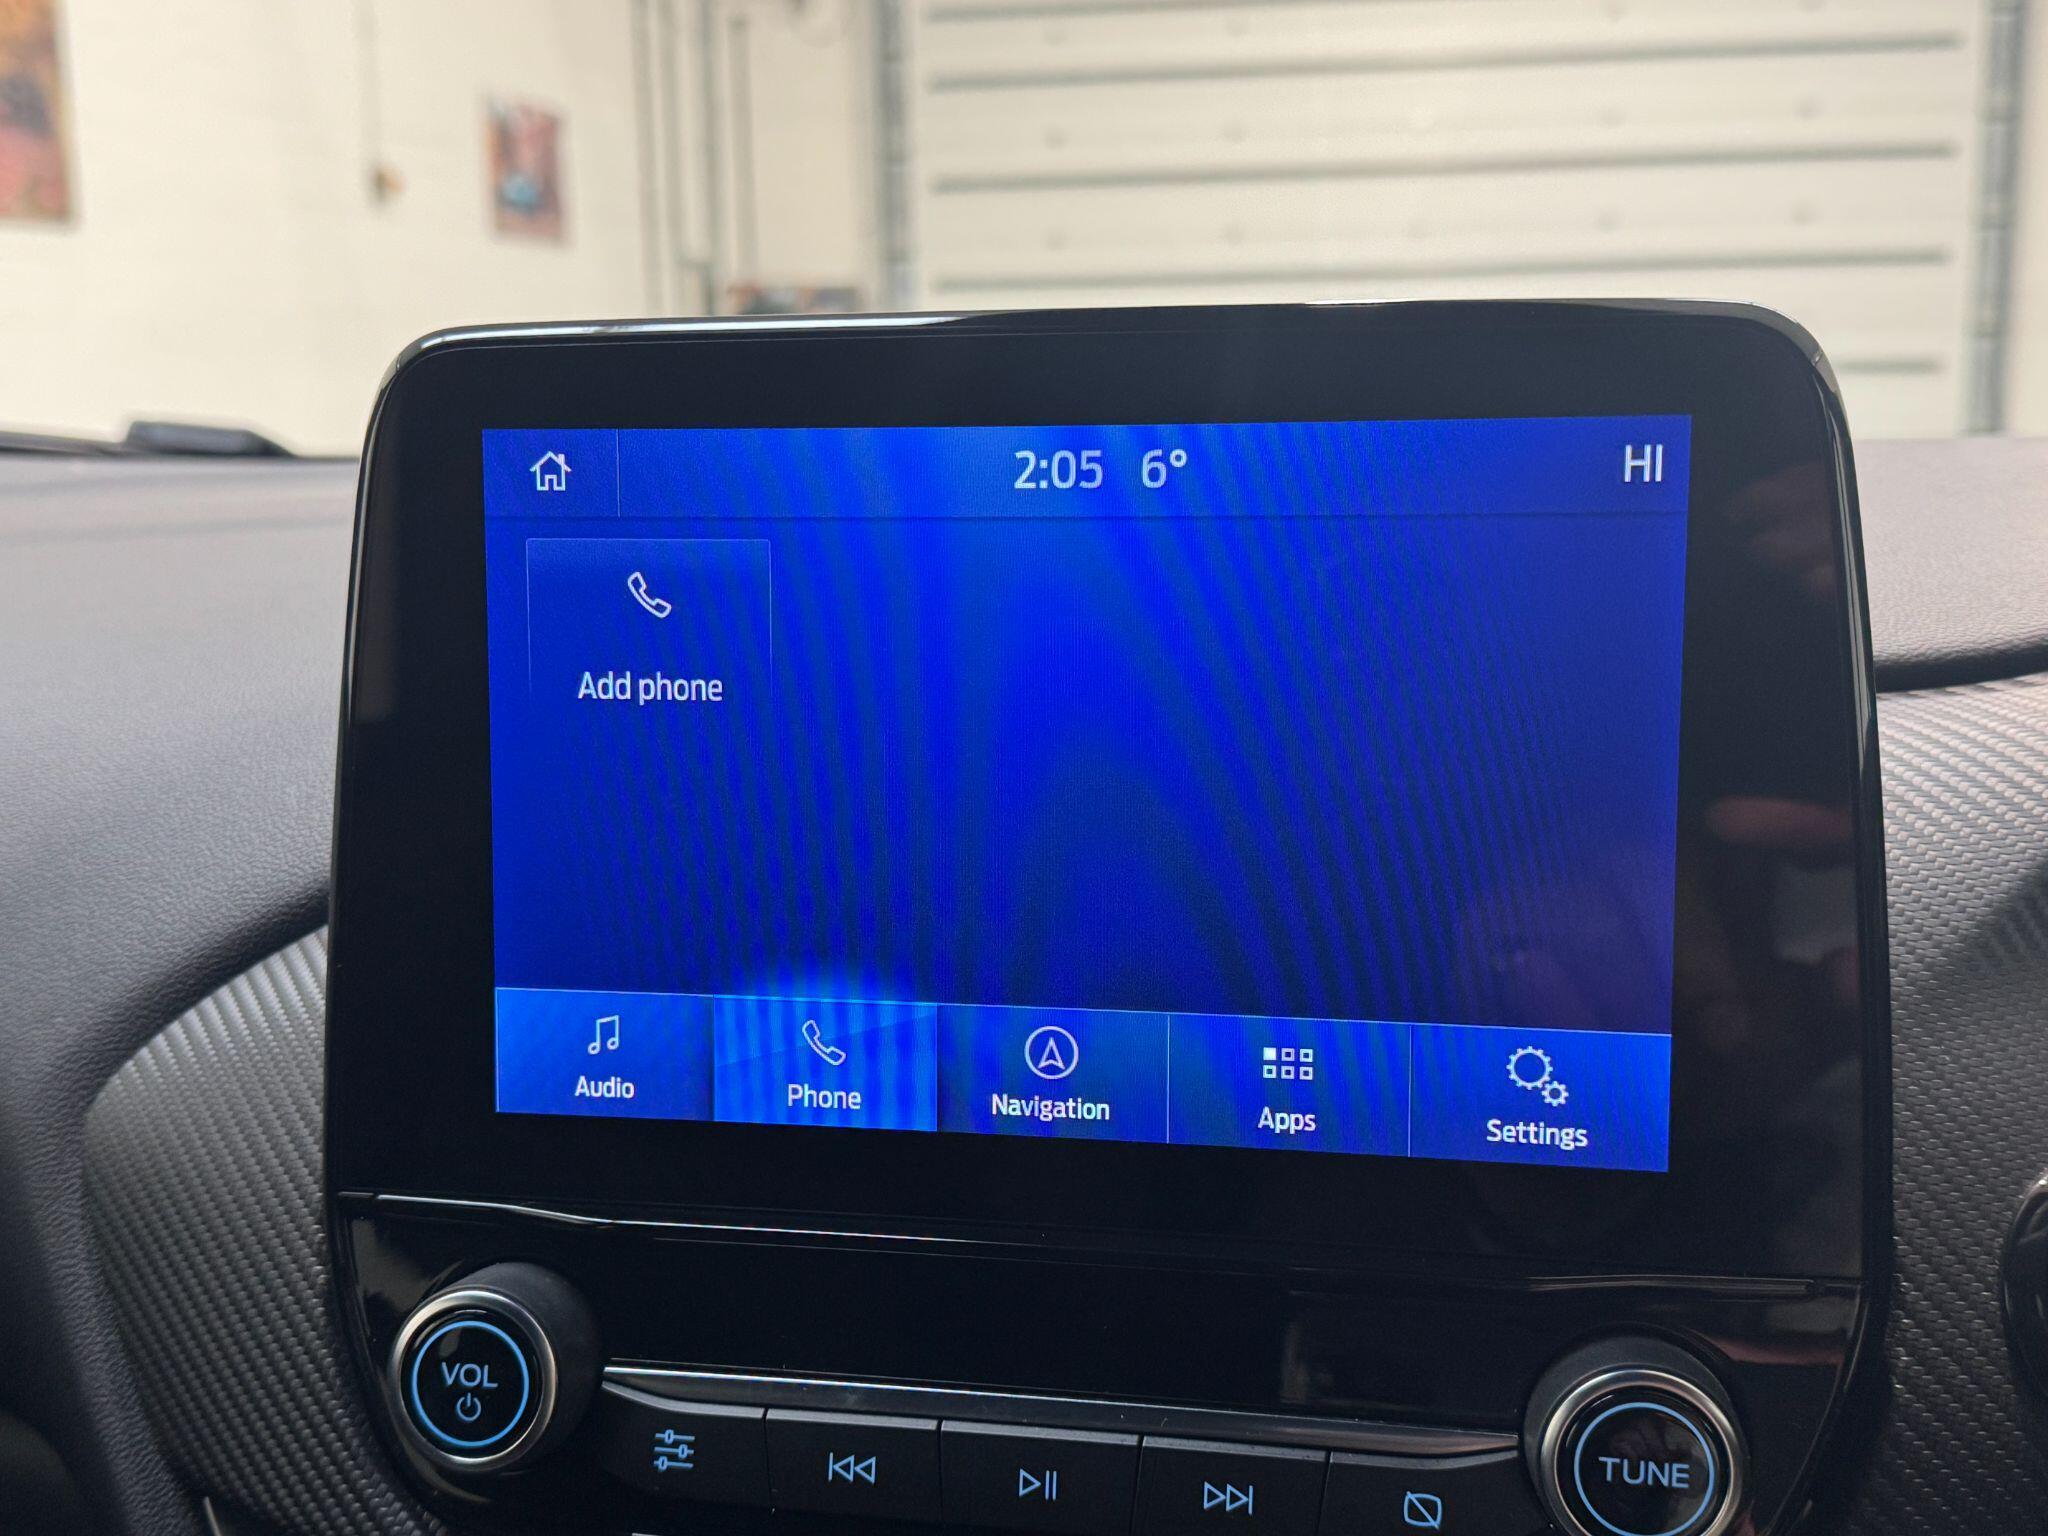 2:05 6° HI
Add phone
Audio Phone Navigation Apps Settings
VOL
TUNE